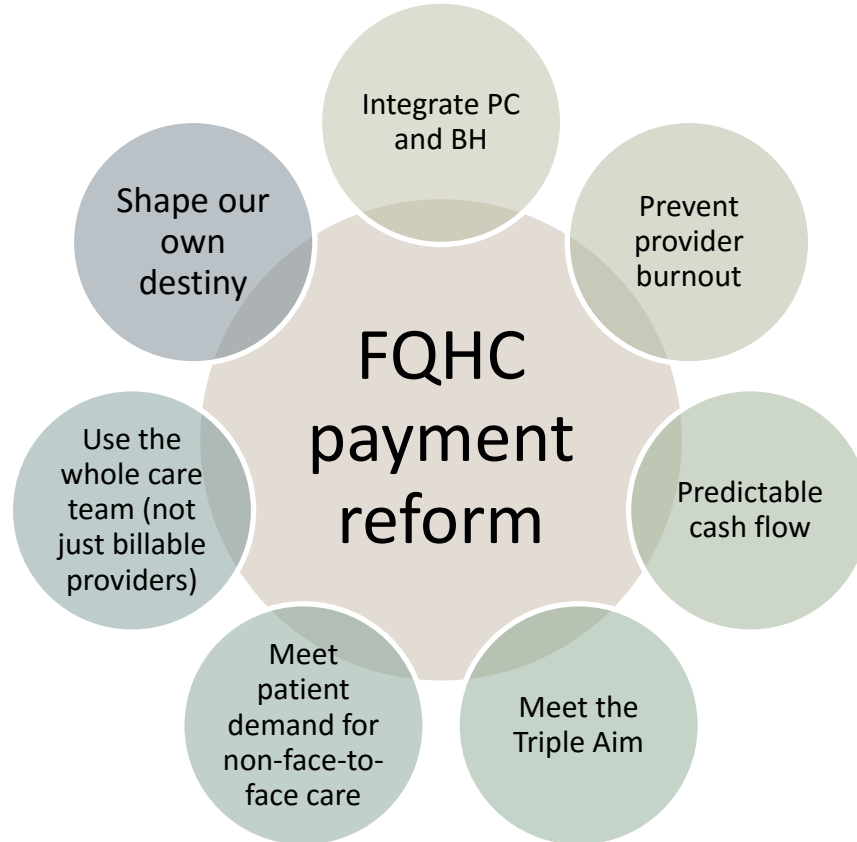 Integrate PC
and BH
Prevent
provider
burnout
Predictable
cash flow
Meet the
Triple Aim
Meet
patient
demand for
non-face-to-
face care
Use the
whole care
team (not
just billable
providers)
Shape our
own
destiny
FQHC
payment
reform